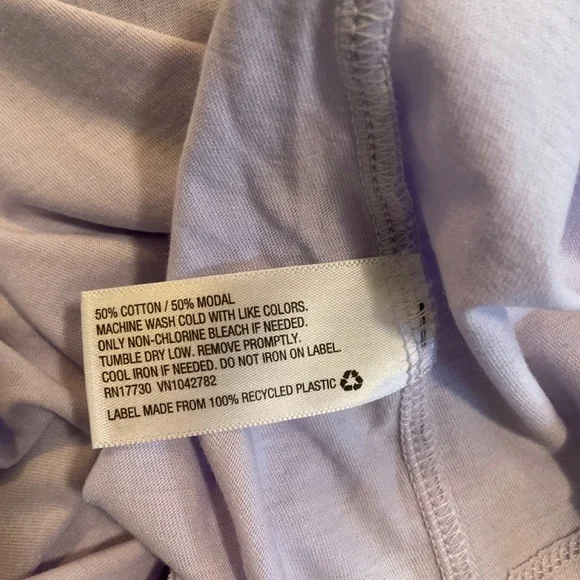 50% COTTON / 50% MODAL
MACHINE WASH COLD WITH LIKE COLORS.
ONLY NON-CHLORINE BLEACH IF NEEDED.
TUMBLE DRY LOW. REMOVE PROMPTLY.
COOL IRON IF NEEDED. DO NOT IRON ON LABEL.
RN17730 VN1042782
LABEL MADE FROM 100% RECYCLED PLASTIC